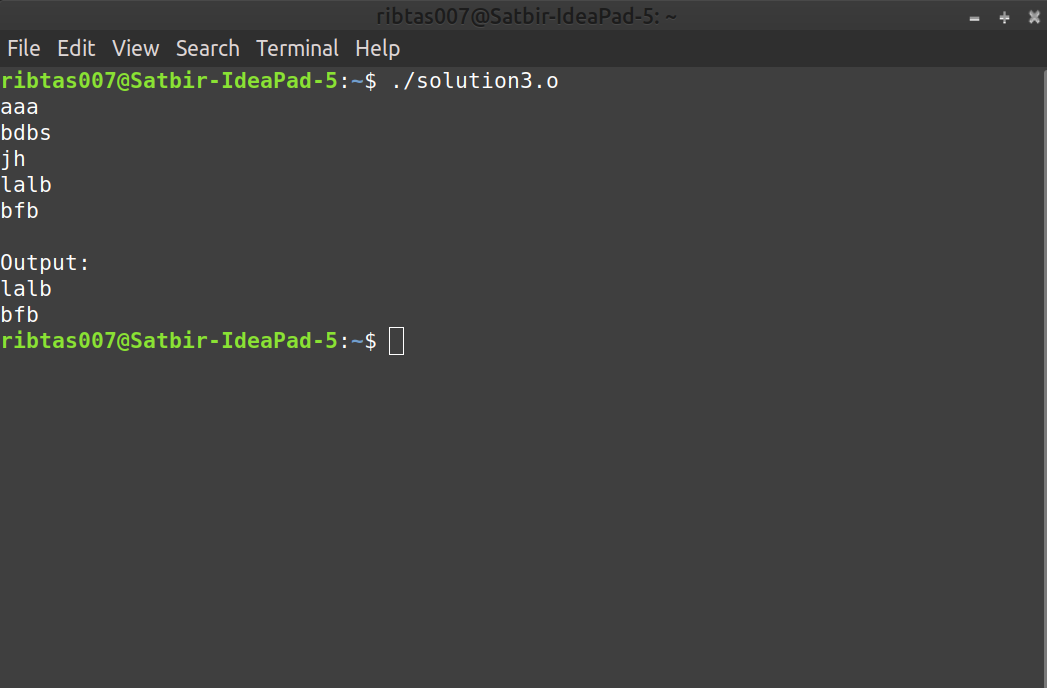 ribtas007@Satbir-IdeaPad-5: ~
File Edit View Search Terminal Help
ribtas007@Satbir-IdeaPad-5:~$ ./solution3.o
aaa
bdbs
jh
lalb
bfb
Output:
lalb
bfb
ribtas007@Satbir-IdeaPad-5:~$